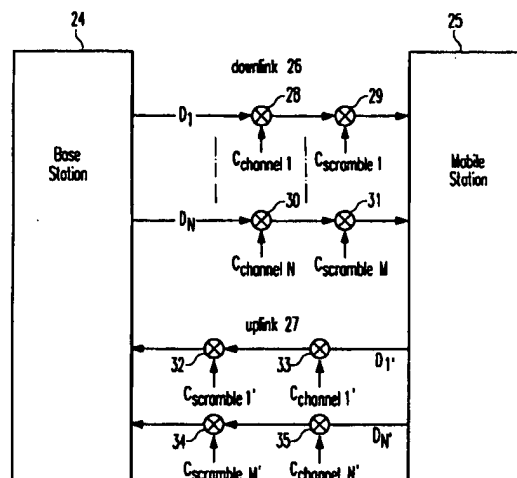 24
25
downlink 26
28
29
D1
Cchannel 1
Cscramble 1
Base
Station
Mobile
Station
30
31
DN
Cchannel N
Cscramble M
uplink 27
32
33
D1'
Cscramble 1'
Cchannel 1'
34
35
DN'
Cscramble M'
Cchannel N'